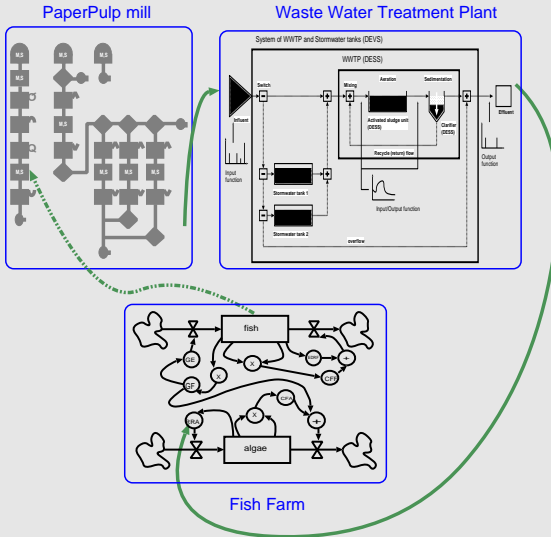 PaperPulp mill
Waste Water Treatment Plant
M,S
M,S
M,S
M,S
M,S
M,S
System of WWTP and Stormwater tanks (DEVS)
WWTP (DESS)
Switch
Mixing
Aeration
Sedimentation
Influent
Activated sludge unit
(DESS)
Clarifier
(DESS)
Effluent
Recycle (return) flow
Input
function
Output
function
Stormwater tank 1
Input/Output function
Stormwater tank 2
overflow
fish
GE
GF
X
X
CFF
+
algae
X
CFA
+
Fish Farm